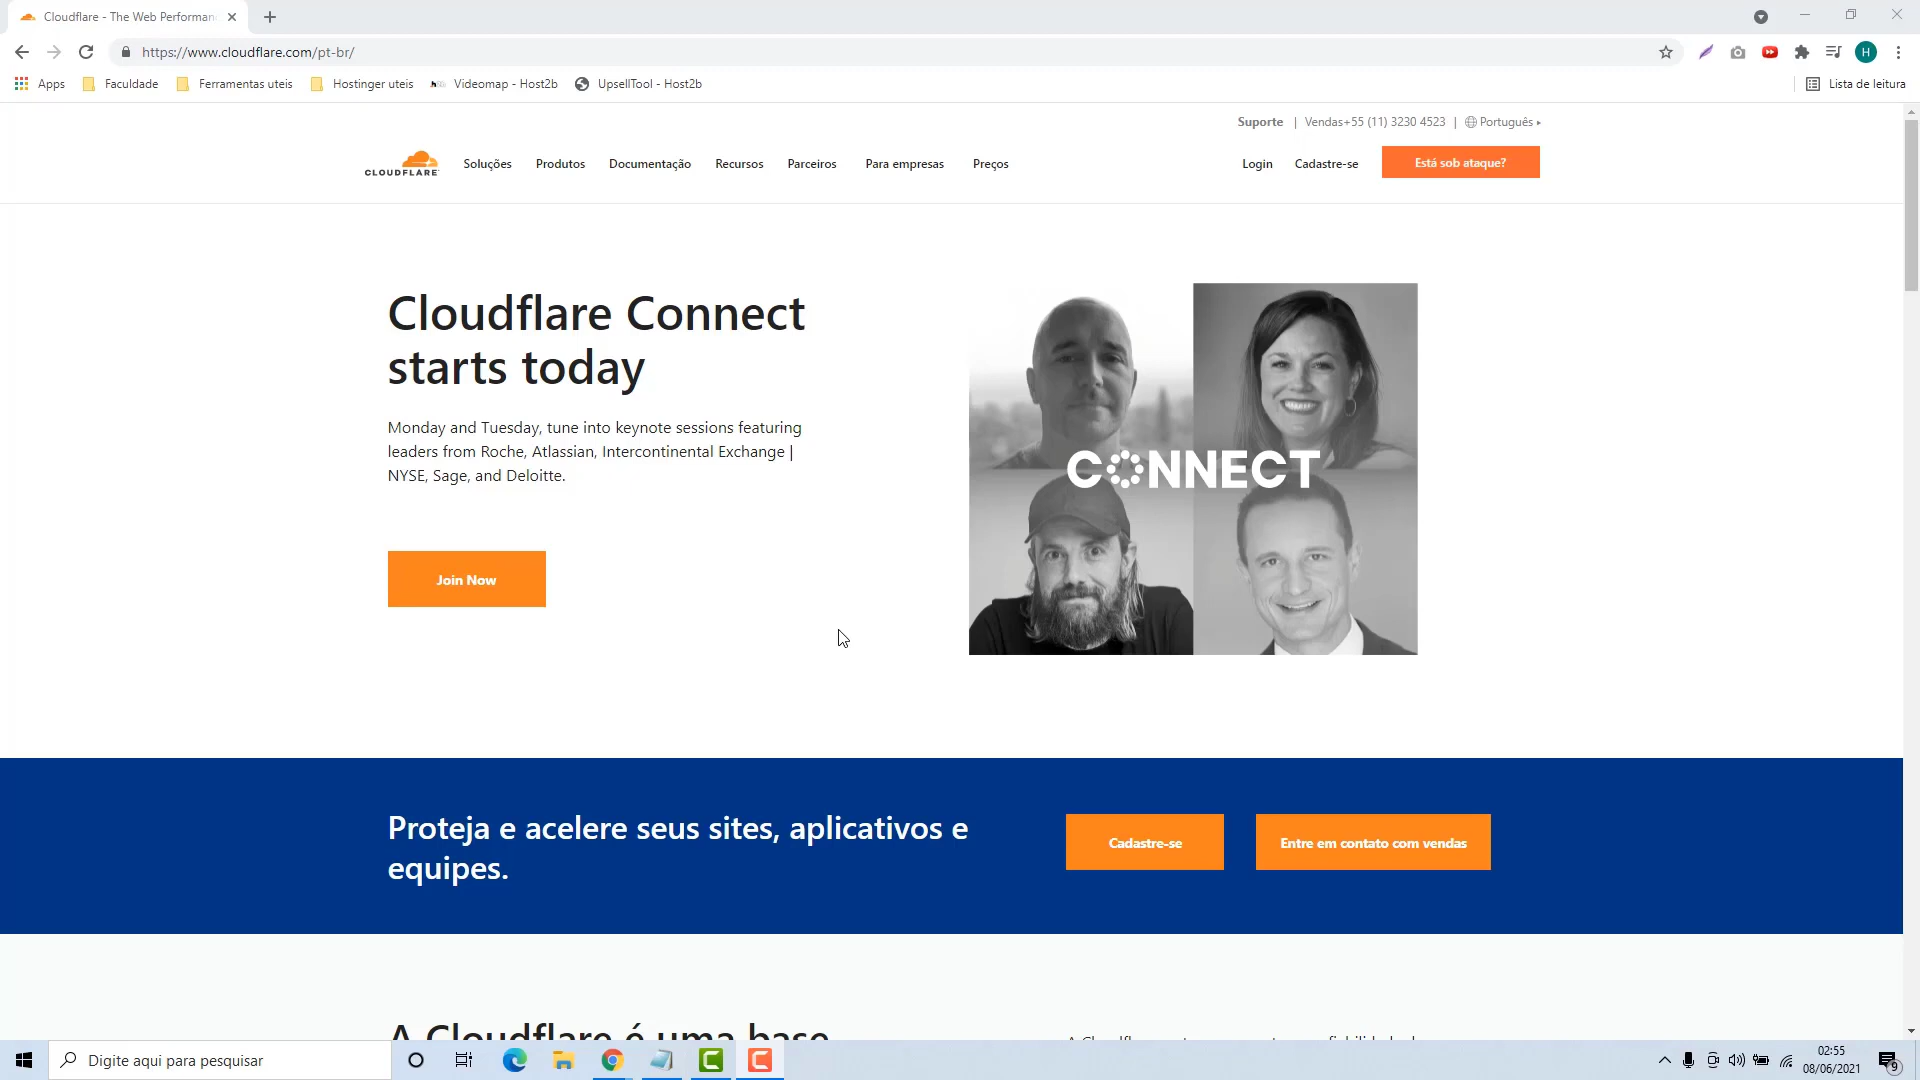 Cloudflare - The Web Performan
https://www.cloudflare.com/pt-br/
H
Apps
Faculdade
Ferramentas uteis
Hostinger uteis
Videomap - Host2b
UpsellTool - Host2b
Lista de leitura
Suporte | Vendas+55 (11) 3230 4523 | Português
CLOUDFLARE
Soluções
Produtos
Documentação
Recursos
Parceiros
Para empresas
Preços
Login
Cadastre-se
Está sob ataque?
Cloudflare Connect
starts today
Monday and Tuesday, tune into keynote sessions featuring
leaders from Roche, Atlassian, Intercontinental Exchange |
NYSE, Sage, and Deloitte.
Join Now
CONNECT
Proteja e acelere seus sites, aplicativos e
equipes.
Cadastre-se
Entre em contato com vendas
A Cloudflare é uma base
Digite aqui para pesquisar
02:55
08/06/2021
9